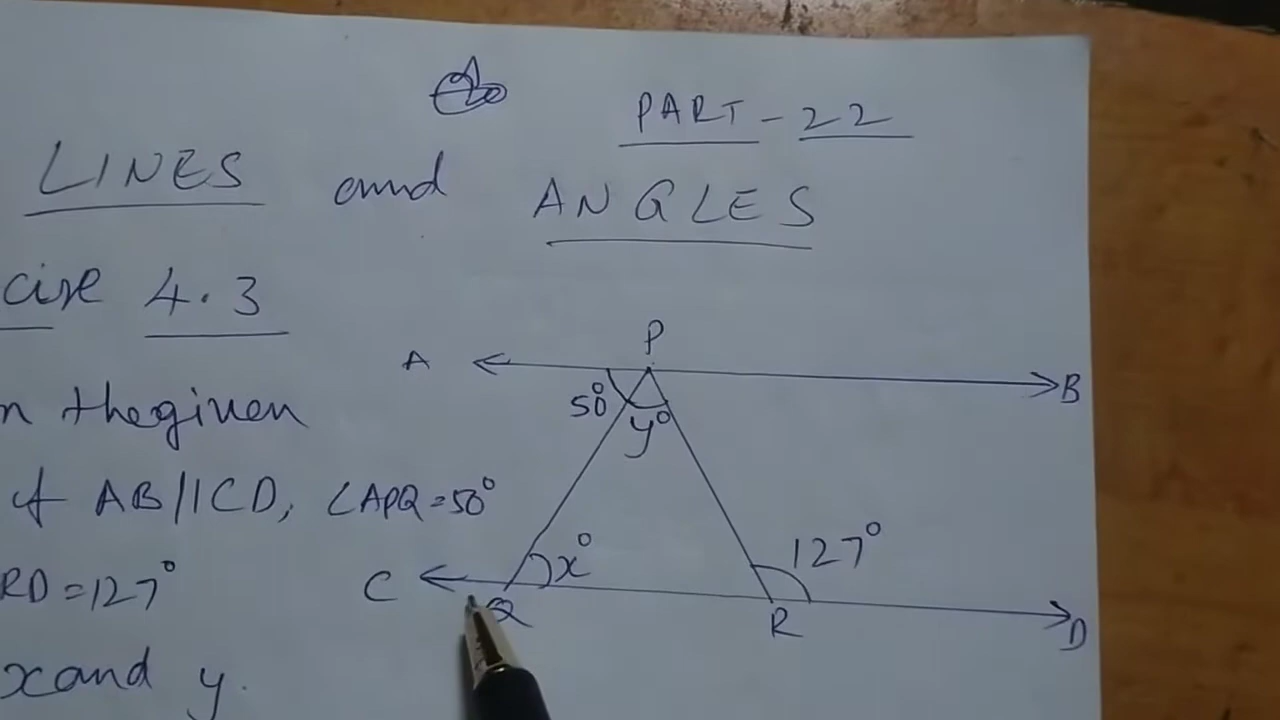 PART-22
LINES and ANGLES
cise 4.3
n the given
if AB//CD, ∠APQ=50°
RD=127°
x and y.
P
A
B
50°
y°
x°
127°
C
Q
R
D